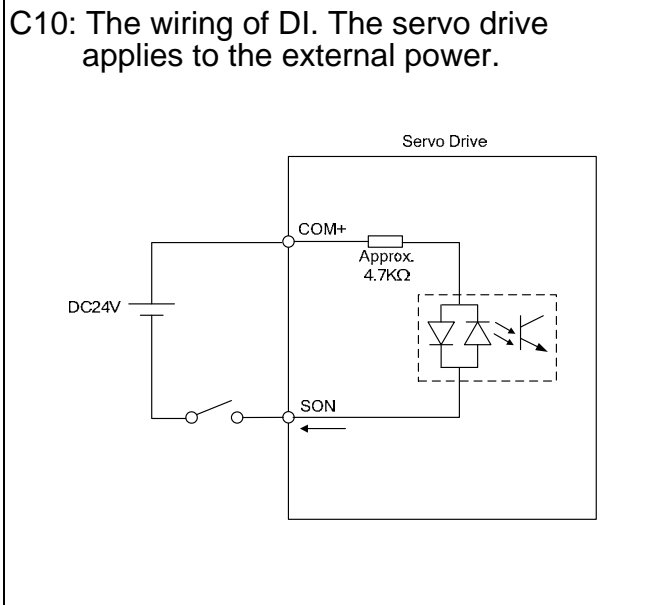 C10: The wiring of DI. The servo drive
applies to the external power.
Servo Drive
COM+
Approx.
4.7KΩ
DC24V
SON